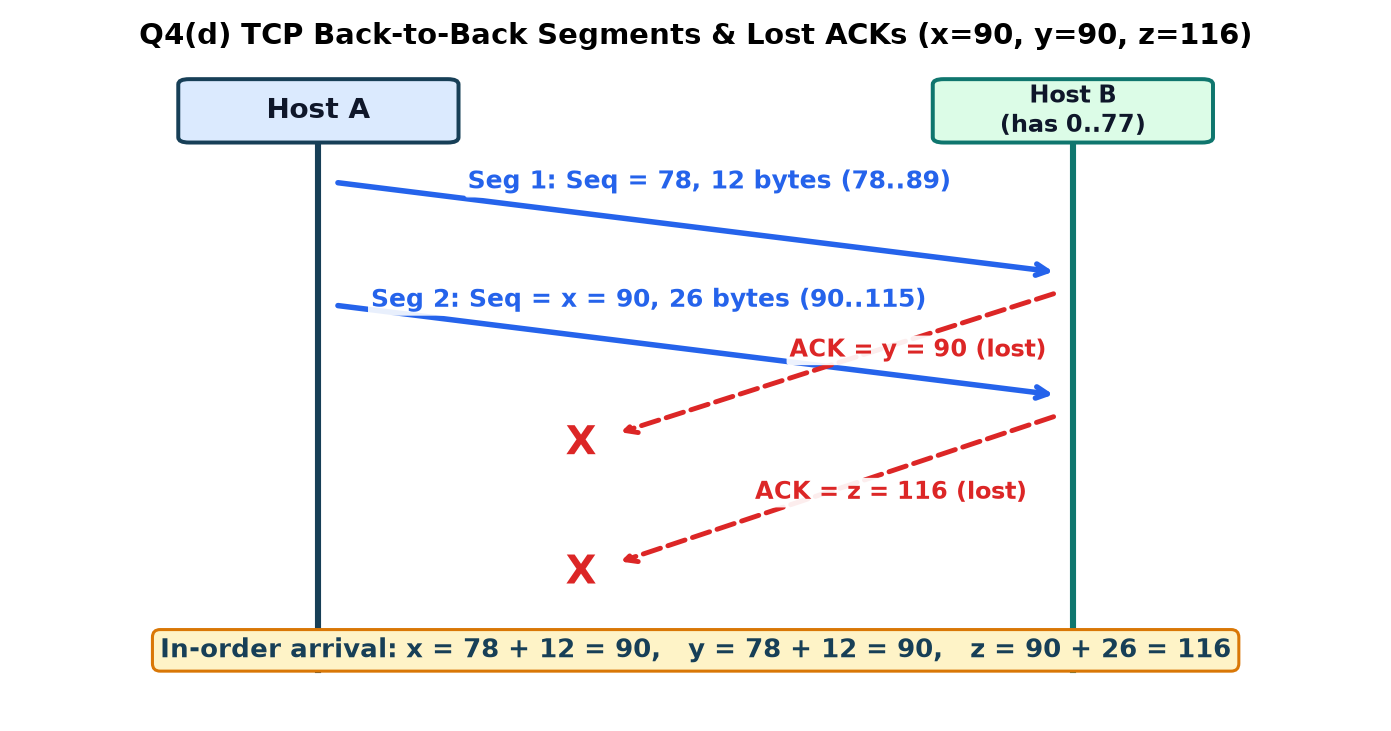 Q4(d) TCP Back-to-Back Segments & Lost ACKs (x=90, y=90, z=116)
Host A
Host B
(has 0..77)
Seg 1: Seq = 78, 12 bytes (78..89)
Seg 2: Seq = x = 90, 26 bytes (90..115)
ACK = y = 90 (lost)
X
ACK = z = 116 (lost)
X
In-order arrival: x = 78 + 12 = 90, y = 78 + 12 = 90, z = 90 + 26 = 116